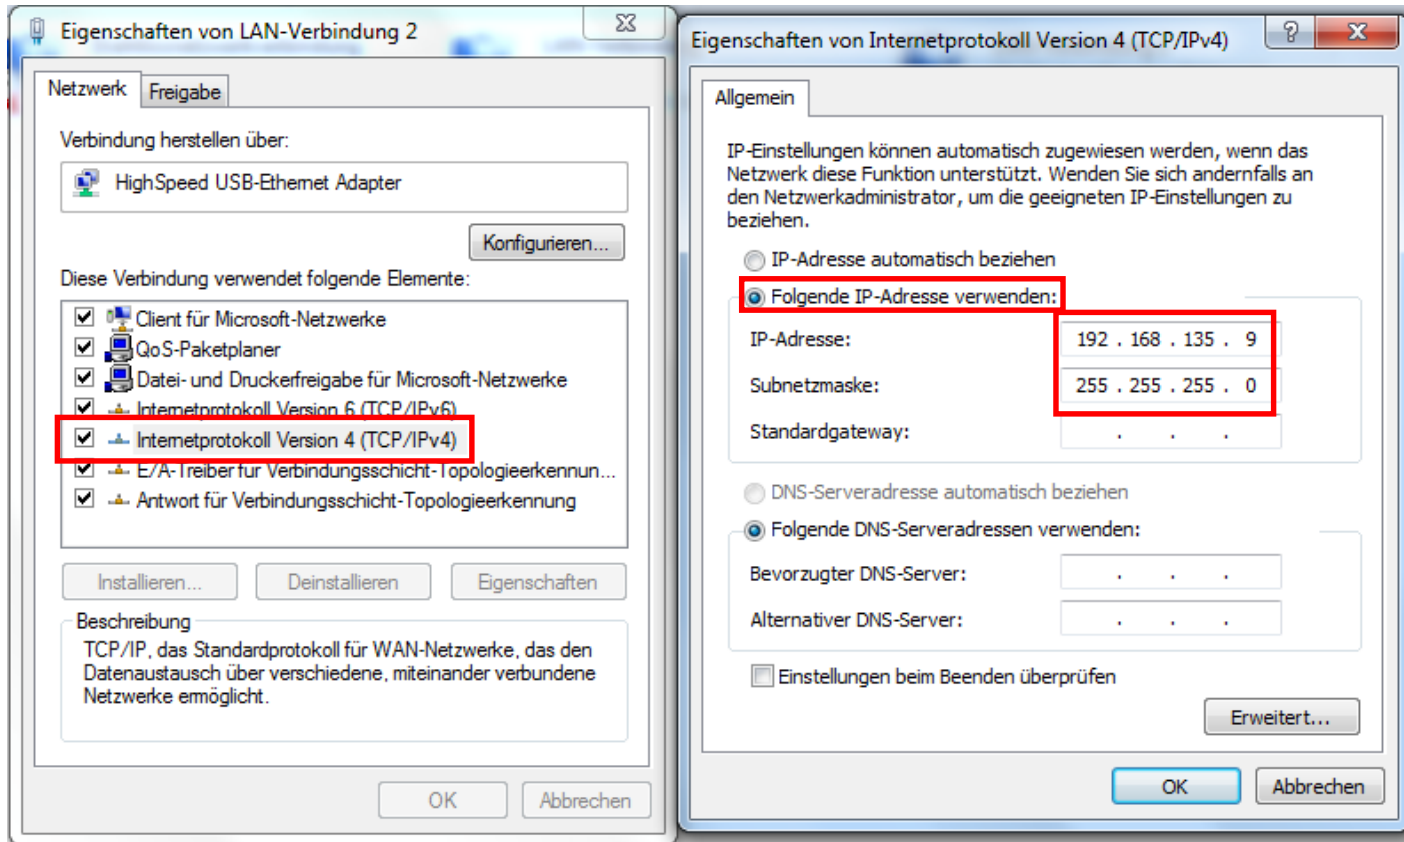 Eigenschaften von LAN-Verbindung 2
Netzwerk
Freigabe
Verbindung herstellen über:
HighSpeed USB-Ethernet Adapter
Konfigurieren...
Diese Verbindung verwendet folgende Elemente:
Client für Microsoft-Netzwerke
QoS-Paketplaner
Datei- und Druckerfreigabe für Microsoft-Netzwerke
Internetprotokoll Version 6 (TCP/IPv6)
Internetprotokoll Version 4 (TCP/IPv4)
E/A-Treiber für Verbindungsschicht-Topologieerkennun...
Antwort für Verbindungsschicht-Topologieerkennung
Installieren...
Deinstallieren
Eigenschaften
Beschreibung
TCP/IP, das Standardprotokoll für WAN-Netzwerke, das den
Datenaustausch über verschiedene, miteinander verbundene
Netzwerke ermöglicht.
OK
Abbrechen
Eigenschaften von Internetprotokoll Version 4 (TCP/IPv4)
Allgemein
IP-Einstellungen können automatisch zugewiesen werden, wenn das
Netzwerk diese Funktion unterstützt. Wenden Sie sich andernfalls an
den Netzwerkadministrator, um die geeigneten IP-Einstellungen zu
beziehen.
IP-Adresse automatisch beziehen
Folgende IP-Adresse verwenden:
IP-Adresse: 192 . 168 . 135 . 9
Subnetzmaske: 255 . 255 . 255 . 0
Standardgateway: . . .
DNS-Serveradresse automatisch beziehen
Folgende DNS-Serveradressen verwenden:
Bevorzugter DNS-Server: . . .
Alternativer DNS-Server: . . .
Einstellungen beim Beenden überprüfen
Erweitert...
OK
Abbrechen